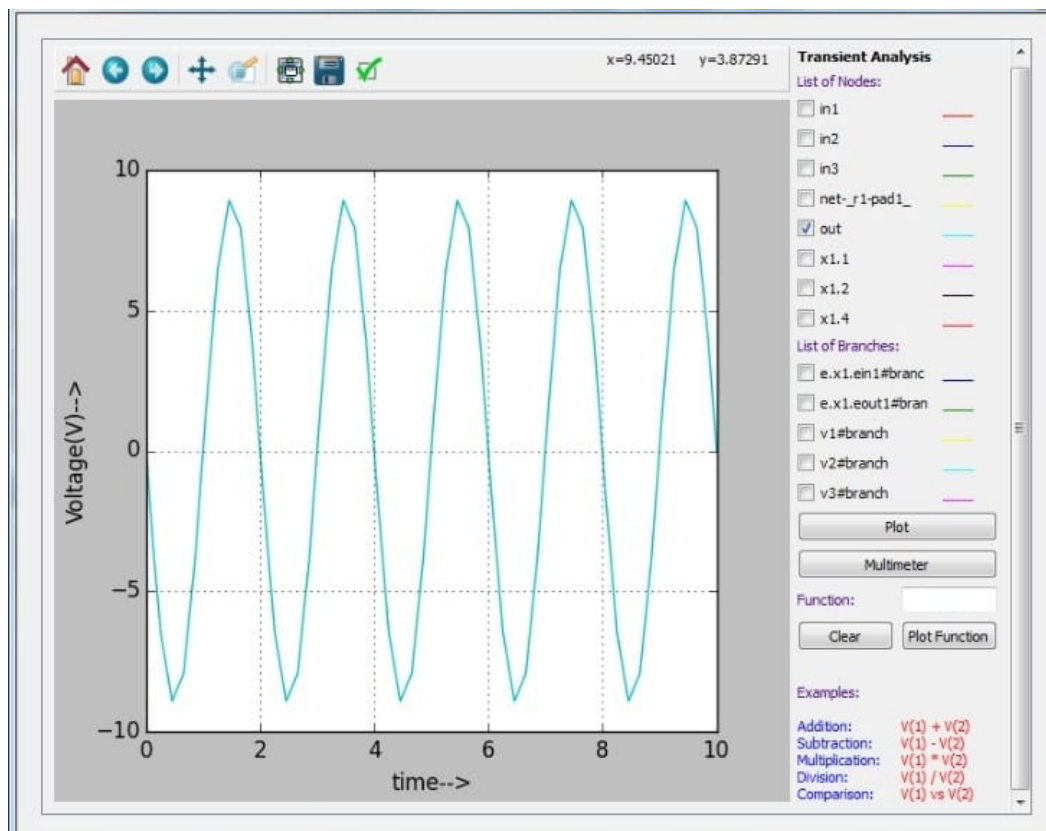 x=9.45021 y=3.87291
10
5
0
−5
−10
0 2 4 6 8 10
Voltage(V)-->
time-->
Transient Analysis
List of Nodes:
in1
in2
in3
net-_r1-pad1_
out
x1.1
x1.2
x1.4
List of Branches:
e.x1.ein1#branc
e.x1.eout1#bran
v1#branch
v2#branch
v3#branch
Plot
Multimeter
Function:
Clear Plot Function
Examples:
Addition: V(1) + V(2)
Subtraction: V(1) - V(2)
Multiplication: V(1) * V(2)
Division: V(1) / V(2)
Comparison: V(1) vs V(2)